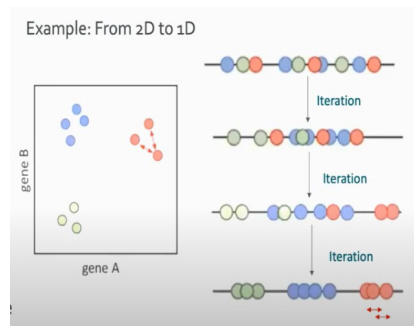 Example: From 2D to 1D
Iteration
Iteration
Iteration
gene B
gene A